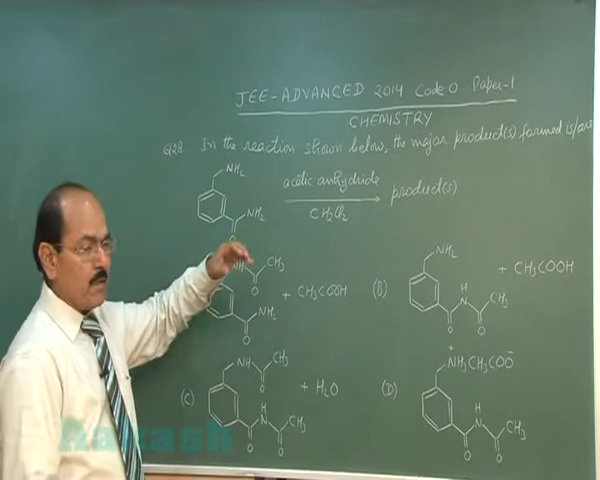 JEE-ADVANCED 2014 Code 0 Paper-1
CHEMISTRY
Q28 In the reaction shown below, the major product(s) formed is/are
NH₂
NH₂
O
acetic anhydride
CH₂Cl₂
product(s)
NH
CH₃
O
NH₂
O
+ CH₃COOH
(B)
NH₂
H
N
CH₃
O
O
+ CH₃COOH
(C)
NH
CH₃
O
H
N
CH₃
O
O
+ H₂O
(D)
+
NH₃CH₃COO⁻
H
N
CH₃
O
O
Aakash